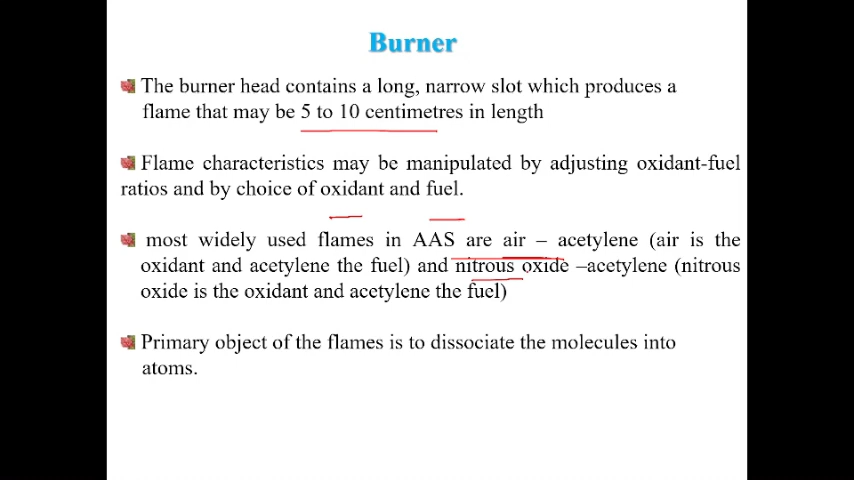 Burner
The burner head contains a long, narrow slot which produces a
flame that may be 5 to 10 centimetres in length
Flame characteristics may be manipulated by adjusting oxidant-fuel
ratios and by choice of oxidant and fuel.
most widely used flames in AAS are air – acetylene (air is the
oxidant and acetylene the fuel) and nitrous oxide –acetylene (nitrous
oxide is the oxidant and acetylene the fuel)
Primary object of the flames is to dissociate the molecules into
atoms.